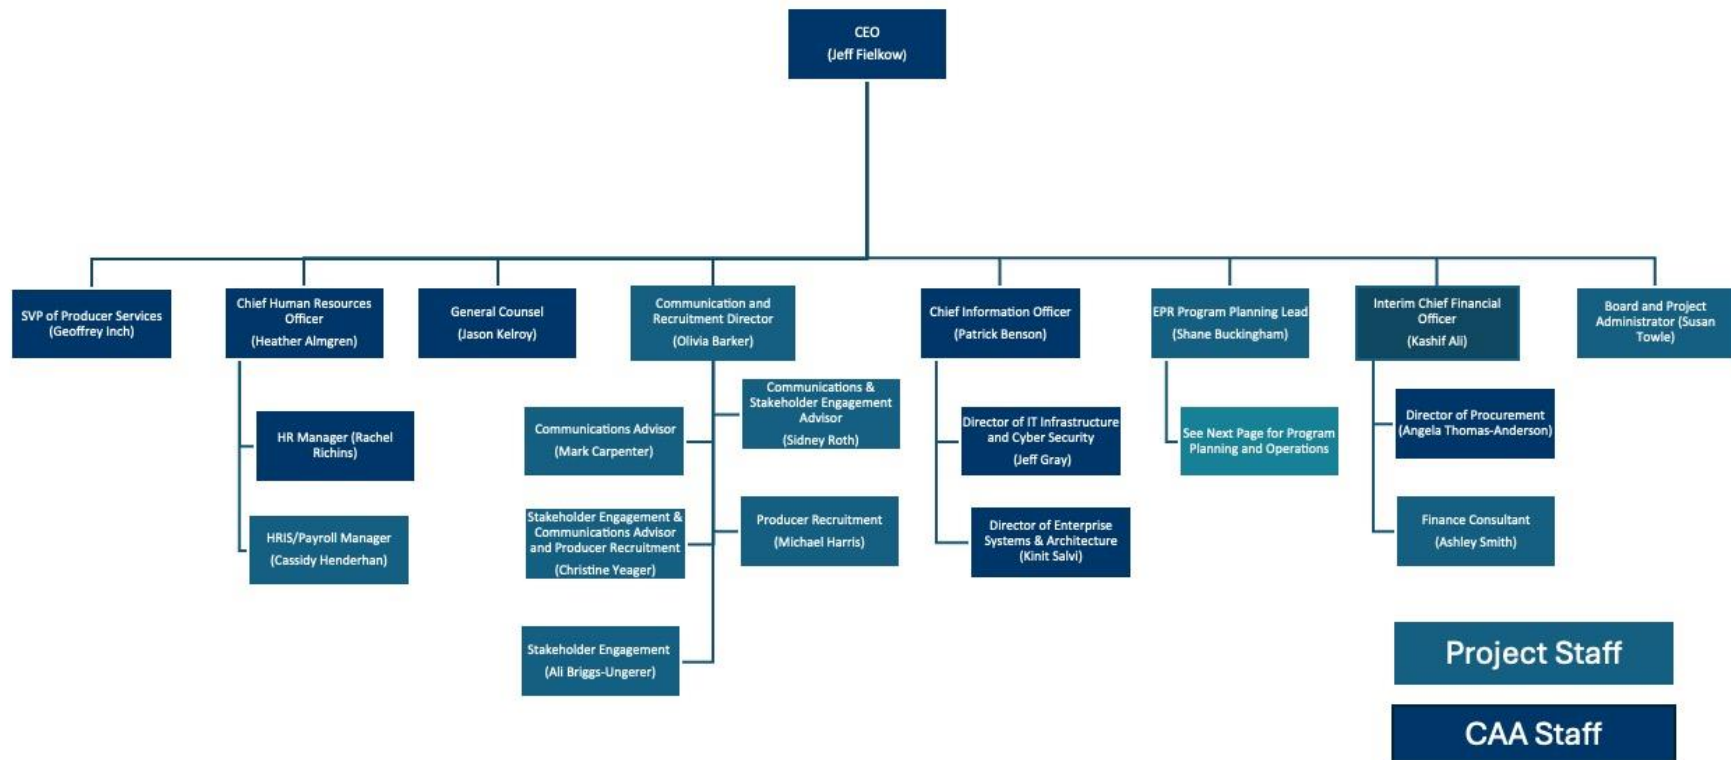 CEO
(Jeff Fielkow)
SVP of Producer Services
(Geoffrey Inch)
Chief Human Resources
Officer
(Heather Almgren)
General Counsel
(Jason Kelroy)
Communication and
Recruitment Director
(Olivia Barker)
Chief Information Officer
(Patrick Benson)
EPR Program Planning Lead
(Shane Buckingham)
Interim Chief Financial
Officer
(Kashif Ali)
Board and Project
Administrator (Susan
Towle)
HR Manager (Rachel
Richins)
HRIS/Payroll Manager
(Cassidy Henderhan)
Communications Advisor
(Mark Carpenter)
Communications &
Stakeholder Engagement
Advisor
(Sidney Roth)
Stakeholder Engagement &
Communications Advisor
and Producer Recruitment
(Christine Yeager)
Producer Recruitment
(Michael Harris)
Stakeholder Engagement
(Ali Briggs-Ungerer)
Director of IT Infrastructure
and Cyber Security
(Jeff Gray)
Director of Enterprise
Systems & Architecture
(Kinit Salvi)
See Next Page for Program
Planning and Operations
Director of Procurement
(Angela Thomas-Anderson)
Finance Consultant
(Ashley Smith)
Project Staff
CAA Staff